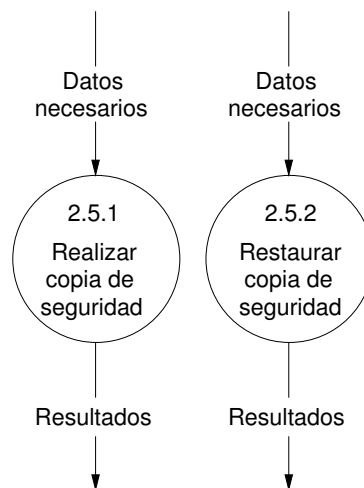 Datos
necesarios
2.5.1
Realizar
copia de
seguridad
Resultados
Datos
necesarios
2.5.2
Restaurar
copia de
seguridad
Resultados